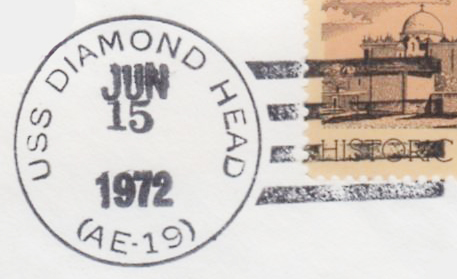 USS DIAMOND HEAD
JUN
15
1972
(AE-19)
HISTORIC